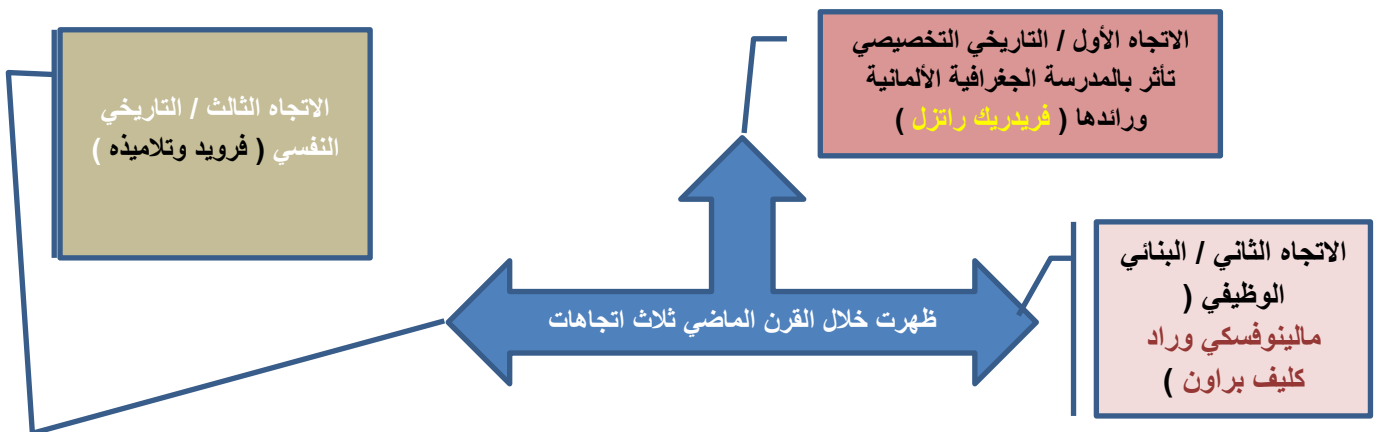 الاتجاه الأول / التاريخي التخصيصي
تأثر بالمدرسة الجغرافية الألمانية
ورائدها ( فريدريك راتزل )
الاتجاه الثالث / التاريخي
النفسي ( فرويد وتلاميذه )
الاتجاه الثاني / البنائي
الوظيفي (
مالينوفسكي وراد
كليف براون )
ظهرت خلال القرن الماضي ثلاث اتجاهات